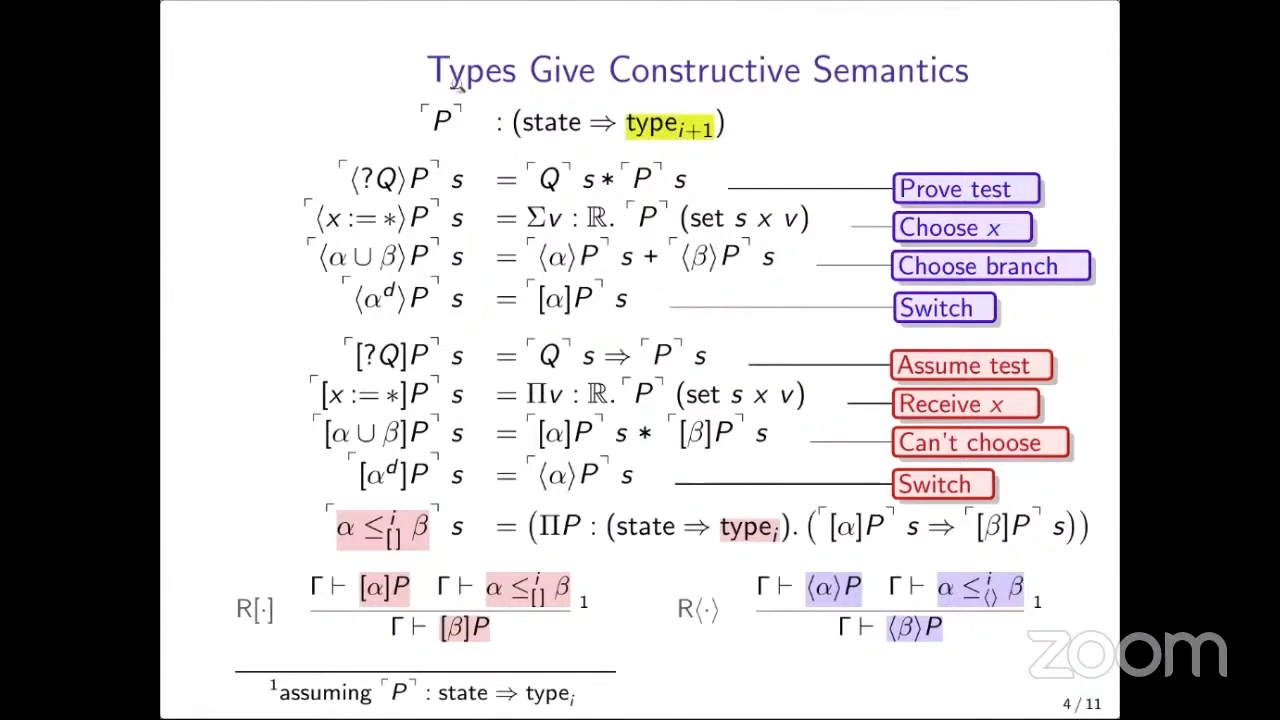 Types Give Constructive Semantics
⌜P⌝ : (state ⇒ type_{i+1})
⌜⟨?Q⟩P⌝ s = ⌜Q⌝ s * ⌜P⌝ s Prove test
⌜⟨x := *⟩P⌝ s = Σv : ℝ. ⌜P⌝ (set s x v) Choose x
⌜⟨α ∪ β⟩P⌝ s = ⌜⟨α⟩P⌝ s + ⌜⟨β⟩P⌝ s Choose branch
⌜⟨α^d⟩P⌝ s = ⌜[α]P⌝ s Switch
⌜[?Q]P⌝ s = ⌜Q⌝ s ⇒ ⌜P⌝ s Assume test
⌜[x := *]P⌝ s = Πv : ℝ. ⌜P⌝ (set s x v) Receive x
⌜[α ∪ β]P⌝ s = ⌜[α]P⌝ s * ⌜[β]P⌝ s Can't choose
⌜[α^d]P⌝ s = ⌜⟨α⟩P⌝ s Switch
⌜α ≤^i_{[]} β⌝ s = (ΠP : (state ⇒ type_i). (⌜[α]P⌝ s ⇒ ⌜[β]P⌝ s))
Γ ⊢ [α]P Γ ⊢ α ≤^i_{[]} β
R[·] 1
Γ ⊢ [β]P
Γ ⊢ ⟨α⟩P Γ ⊢ α ≤^i_{⟨⟩} β
R⟨·⟩ 1
Γ ⊢ ⟨β⟩P
1assuming ⌜P⌝ : state ⇒ type_i
4 / 11
zoom